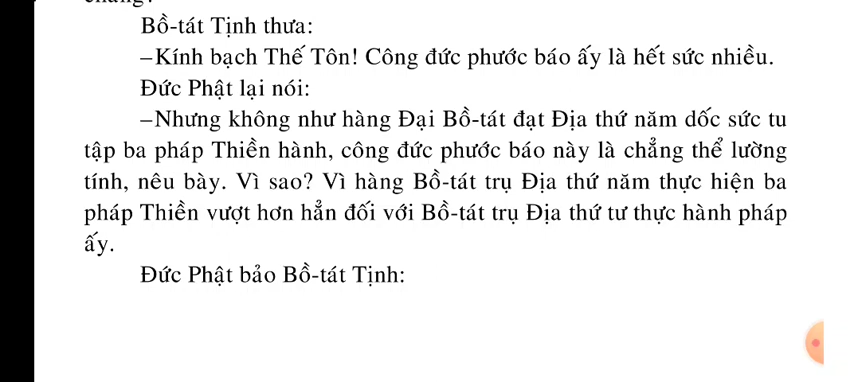 Bồ-tát Tịnh thưa:
–Kính bạch Thế Tôn! Công đức phước báo ấy là hết sức nhiều.
Đức Phật lại nói:
–Nhưng không như hàng Đại Bồ-tát đạt Địa thứ năm dốc sức tu
tập ba pháp Thiền hành, công đức phước báo này là chẳng thể lường
tính, nêu bày. Vì sao? Vì hàng Bồ-tát trụ Địa thứ năm thực hiện ba
pháp Thiền vượt hơn hẳn đối với Bồ-tát trụ Địa thứ tư thực hành pháp
ấy.
Đức Phật bảo Bồ-tát Tịnh: